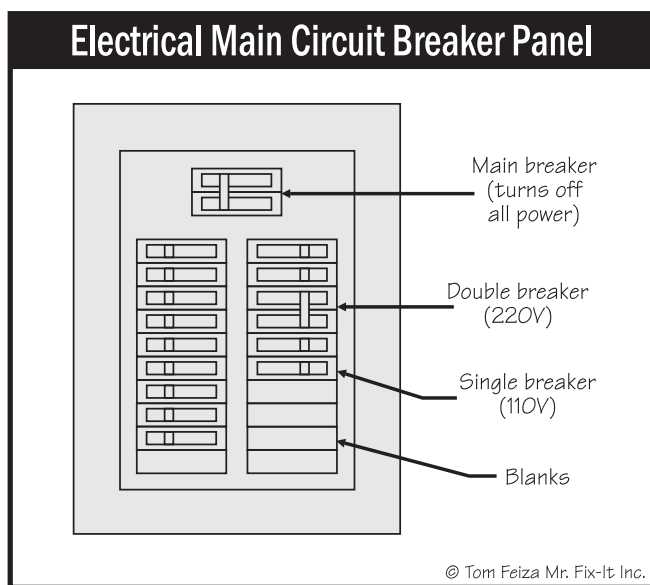 Electrical Main Circuit Breaker Panel
Main breaker
(turns off
all power)
Double breaker
(220V)
Single breaker
(110V)
Blanks
© Tom Feiza Mr. Fix-It Inc.